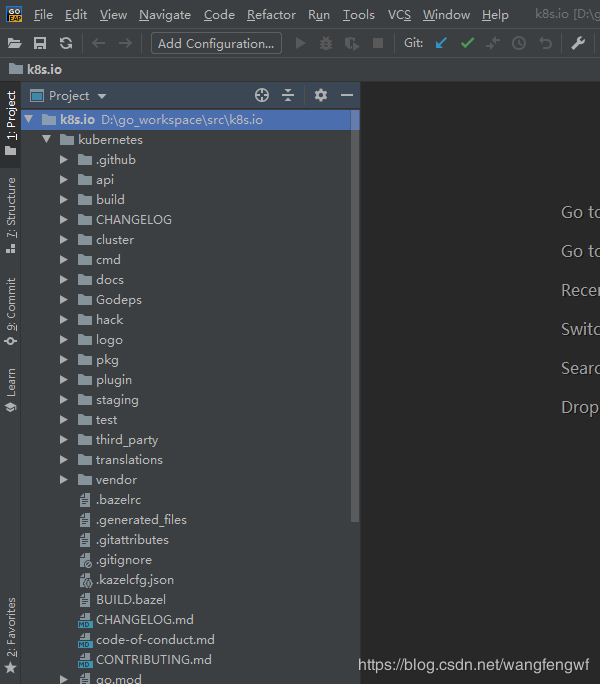 GO
EAP
File Edit View Navigate Code Refactor Run Tools VCS Window Help k8s.io [D:\g
Add Configuration... Git:
k8s.io
1: Project
Project
k8s.io D:\go_workspace\src\k8s.io
kubernetes
.github
api
build
CHANGELOG
cluster
cmd
docs
Godeps
hack
logo
pkg
plugin
staging
test
third_party
translations
vendor
.bazelrc
.generated_files
.gitattributes
.gitignore
.kazelcfg.json
BUILD.bazel
CHANGELOG.md
code-of-conduct.md
CONTRIBUTING.md
go.mod
7: Structure
9: Commit
Learn
2: Favorites
Go to
Go to
Recen
Switc
Searc
Drop
MD
MD
MD
https://blog.csdn.net/wangfengwf